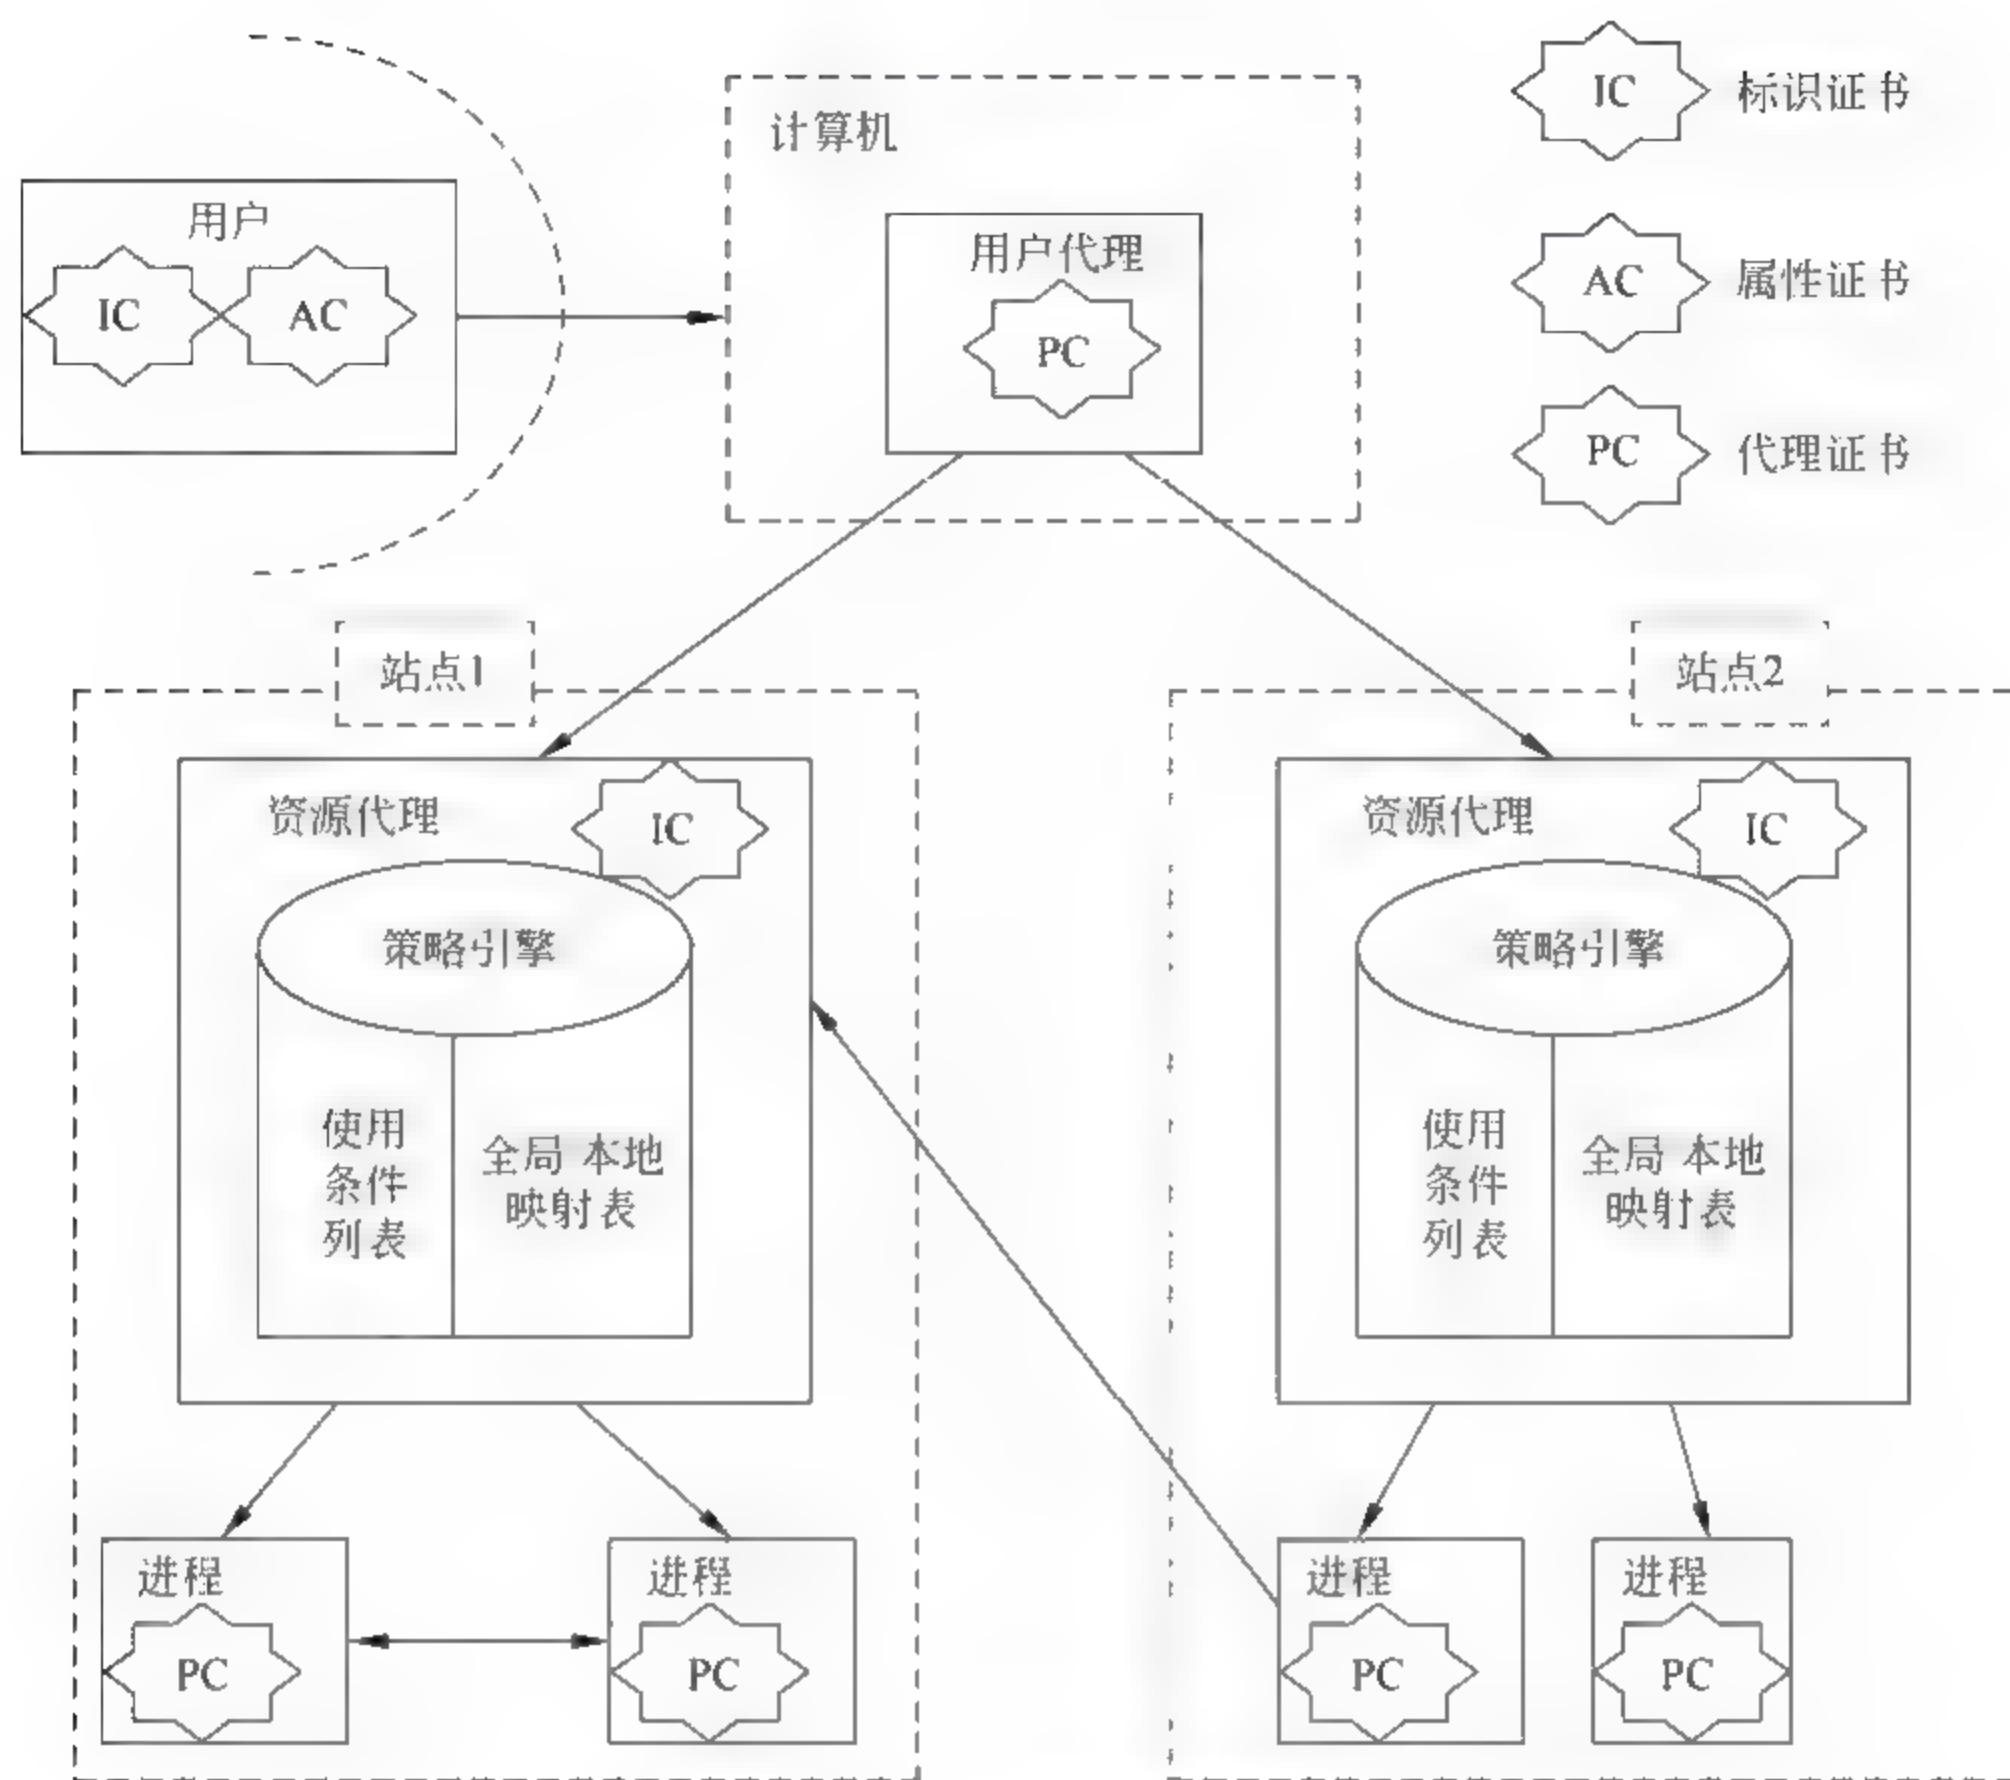 计算机
IC 标识证书
用户
IC AC
用户代理
PC
AC 属性证书
PC 代理证书
站点1
站点2
资源代理
IC
策略引擎
使用
条件
列表
全局 本地
映射表
资源代理
IC
策略引擎
使用
条件
列表
全局 本地
映射表
进程
PC
进程
PC
进程
PC
进程
PC